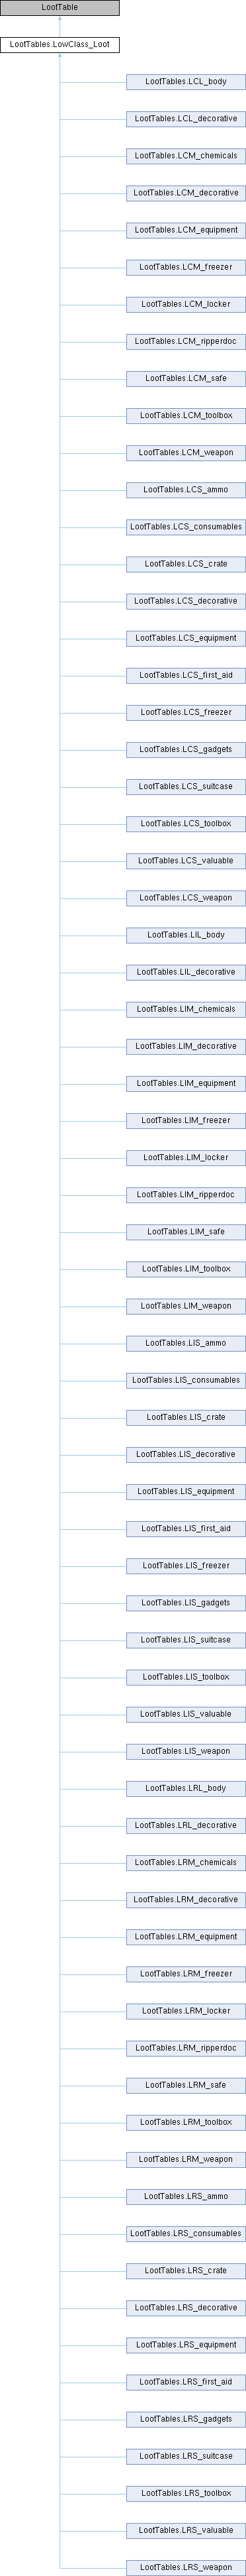 LootTable
LootTables.LowClass_Loot
LootTables.LCL_body
LootTables.LCL_decorative
LootTables.LCM_chemicals
LootTables.LCM_decorative
LootTables.LCM_equipment
LootTables.LCM_freezer
LootTables.LCM_locker
LootTables.LCM_ripperdoc
LootTables.LCM_safe
LootTables.LCM_toolbox
LootTables.LCM_weapon
LootTables.LCS_ammo
LootTables.LCS_consumables
LootTables.LCS_crate
LootTables.LCS_decorative
LootTables.LCS_equipment
LootTables.LCS_first_aid
LootTables.LCS_freezer
LootTables.LCS_gadgets
LootTables.LCS_suitcase
LootTables.LCS_toolbox
LootTables.LCS_valuable
LootTables.LCS_weapon
LootTables.LIL_body
LootTables.LIL_decorative
LootTables.LIM_chemicals
LootTables.LIM_decorative
LootTables.LIM_equipment
LootTables.LIM_freezer
LootTables.LIM_locker
LootTables.LIM_ripperdoc
LootTables.LIM_safe
LootTables.LIM_toolbox
LootTables.LIM_weapon
LootTables.LIS_ammo
LootTables.LIS_consumables
LootTables.LIS_crate
LootTables.LIS_decorative
LootTables.LIS_equipment
LootTables.LIS_first_aid
LootTables.LIS_freezer
LootTables.LIS_gadgets
LootTables.LIS_suitcase
LootTables.LIS_toolbox
LootTables.LIS_valuable
LootTables.LIS_weapon
LootTables.LRL_body
LootTables.LRL_decorative
LootTables.LRM_chemicals
LootTables.LRM_decorative
LootTables.LRM_equipment
LootTables.LRM_freezer
LootTables.LRM_locker
LootTables.LRM_ripperdoc
LootTables.LRM_safe
LootTables.LRM_toolbox
LootTables.LRM_weapon
LootTables.LRS_ammo
LootTables.LRS_consumables
LootTables.LRS_crate
LootTables.LRS_decorative
LootTables.LRS_equipment
LootTables.LRS_first_aid
LootTables.LRS_gadgets
LootTables.LRS_suitcase
LootTables.LRS_toolbox
LootTables.LRS_valuable
LootTables.LRS_weapon